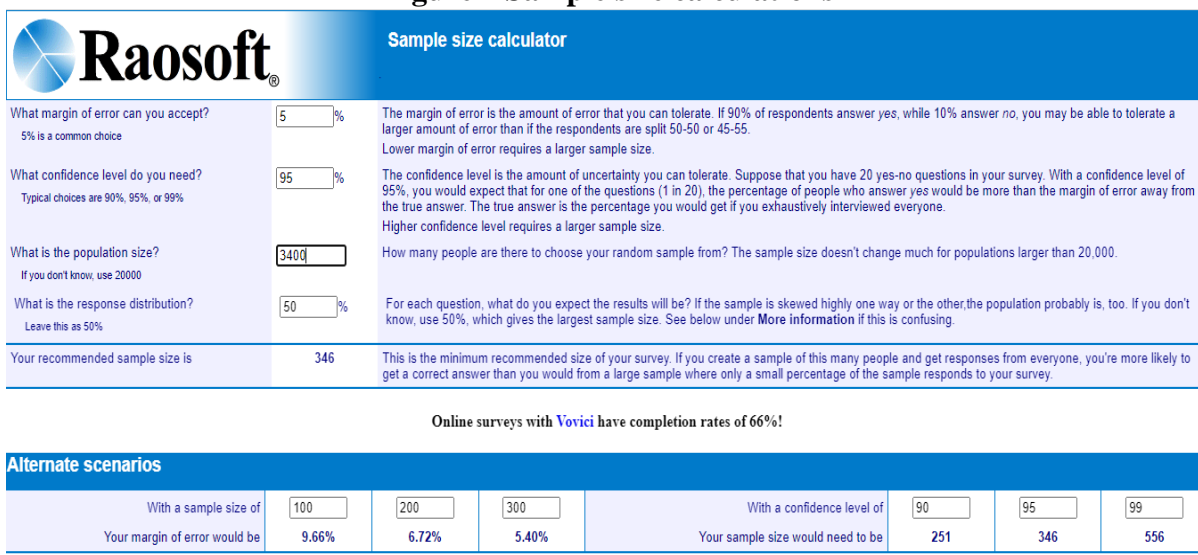 Raosoft®
Sample size calculator
What margin of error can you accept?
5% is a common choice
5 %
The margin of error is the amount of error that you can tolerate. If 90% of respondents answer yes, while 10% answer no, you may be able to tolerate a
larger amount of error than if the respondents are split 50-50 or 45-55.
Lower margin of error requires a larger sample size.
What confidence level do you need?
Typical choices are 90%, 95%, or 99%
95 %
The confidence level is the amount of uncertainty you can tolerate. Suppose that you have 20 yes-no questions in your survey. With a confidence level of
95%, you would expect that for one of the questions (1 in 20), the percentage of people who answer yes would be more than the margin of error away from
the true answer. The true answer is the percentage you would get if you exhaustively interviewed everyone.
Higher confidence level requires a larger sample size.
What is the population size?
If you don't know, use 20000
3400
How many people are there to choose your random sample from? The sample size doesn't change much for populations larger than 20,000.
What is the response distribution?
Leave this as 50%
50 %
For each question, what do you expect the results will be? If the sample is skewed highly one way or the other,the population probably is, too. If you don't
know, use 50%, which gives the largest sample size. See below under More information if this is confusing.
Your recommended sample size is
346
This is the minimum recommended size of your survey. If you create a sample of this many people and get responses from everyone, you're more likely to
get a correct answer than you would from a large sample where only a small percentage of the sample responds to your survey.
Online surveys with Vovici have completion rates of 66%!
Alternate scenarios
With a sample size of 100 200 300
Your margin of error would be 9.66% 6.72% 5.40%
With a confidence level of 90 95 99
Your sample size would need to be 251 346 556